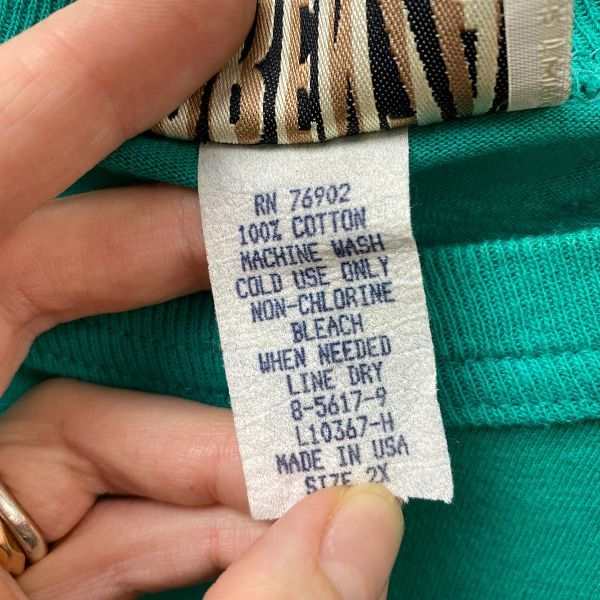 RN 76902
100% COTTON
MACHINE WASH
COLD USE ONLY
NON-CHLORINE
BLEACH
WHEN NEEDED
LINE DRY
8-5617-9
L10367-H
MADE IN USA
SIZE 2X